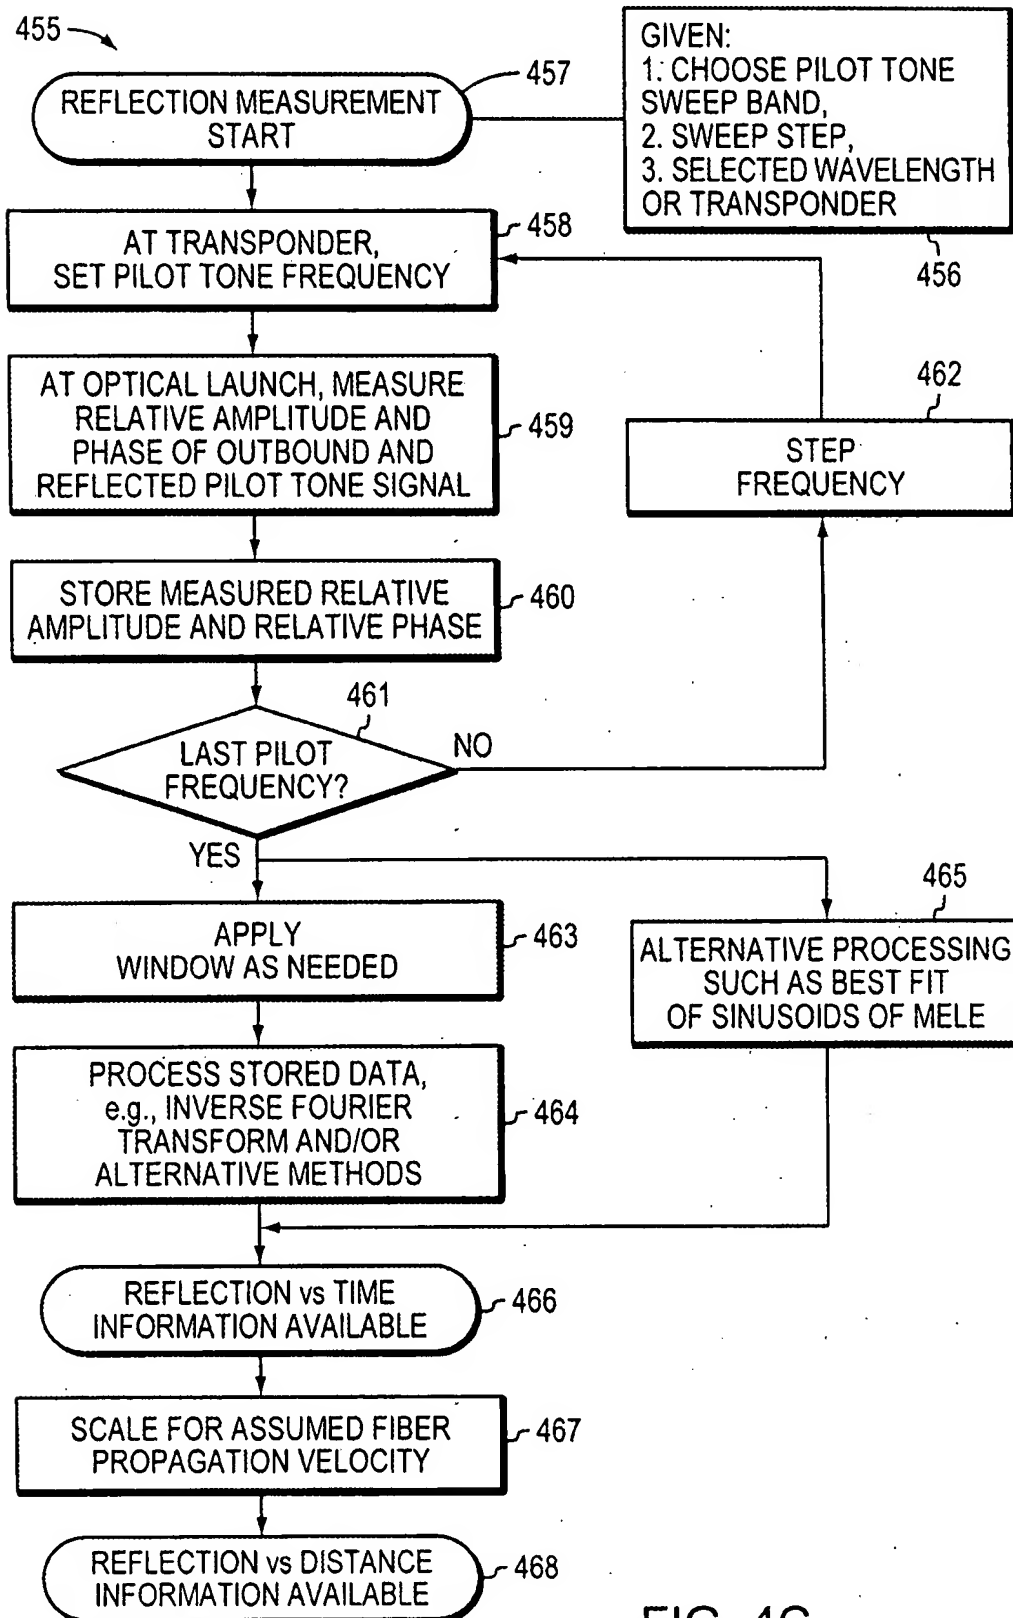 455
REFLECTION MEASUREMENT
START
457
GIVEN:
1. CHOOSE PILOT TONE
SWEEP BAND,
2. SWEEP STEP,
3. SELECTED WAVELENGTH
OR TRANSPONDER
456
AT TRANSPONDER,
SET PILOT TONE FREQUENCY
458
AT OPTICAL LAUNCH, MEASURE
RELATIVE AMPLITUDE AND
PHASE OF OUTBOUND AND
REFLECTED PILOT TONE SIGNAL
459
462
STEP
FREQUENCY
STORE MEASURED RELATIVE
AMPLITUDE AND RELATIVE PHASE
460
461
LAST PILOT
FREQUENCY?
NO
YES
APPLY
WINDOW AS NEEDED
463
465
ALTERNATIVE PROCESSING
SUCH AS BEST FIT
OF SINUSOIDS OF MELE
PROCESS STORED DATA,
e.g., INVERSE FOURIER
TRANSFORM AND/OR
ALTERNATIVE METHODS
464
REFLECTION vs TIME
INFORMATION AVAILABLE
466
SCALE FOR ASSUMED FIBER
PROPAGATION VELOCITY
467
REFLECTION vs DISTANCE
INFORMATION AVAILABLE
468